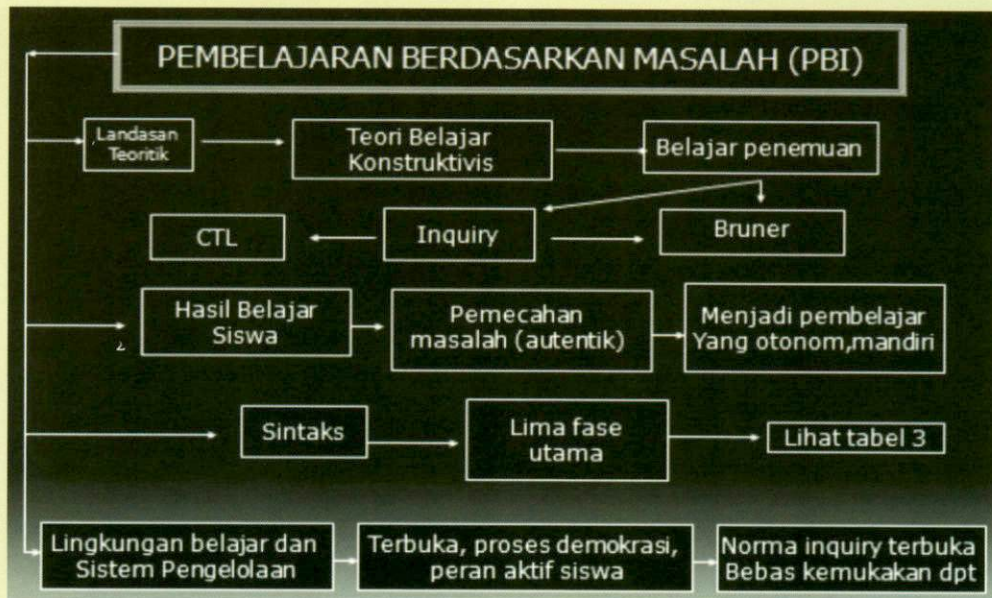 PEMBELAJARAN BERDASARKAN MASALAH (PBI)
Landasan
Teoritik
Teori Belajar
Konstruktivis
Belajar penemuan
CTL
Inquiry
Bruner
Hasil Belajar
Siswa
Pemecahan
masalah (autentik)
Menjadi pembelajar
Yang otonom,mandiri
Sintaks
Lima fase
utama
Lihat tabel 3
Lingkungan belajar dan
Sistem Pengelolaan
Terbuka, proses demokrasi,
peran aktif siswa
Norma inquiry terbuka
Bebas kemukakan dpt